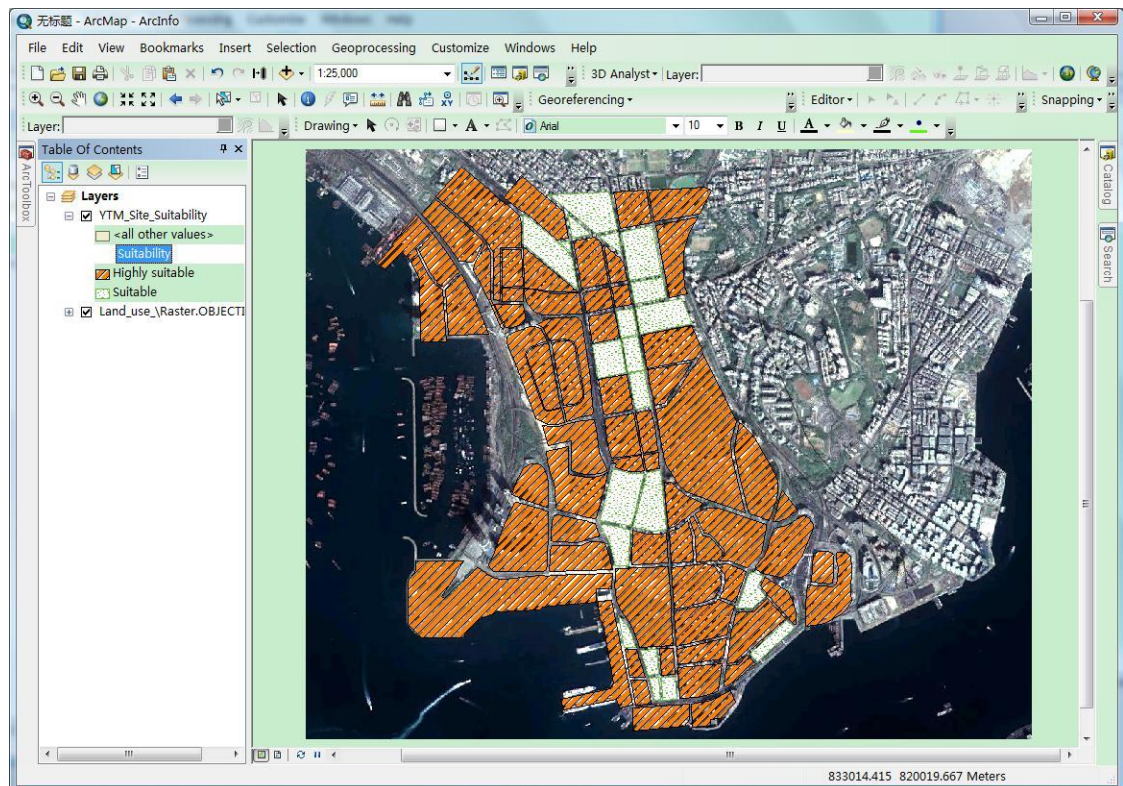 无标题 - ArcMap - ArcInfo
File Edit View Bookmarks Insert Selection Geoprocessing Customize Windows Help
1:25,000 3D Analyst Layer:
Georeferencing Editor Snapping
Layer: Drawing A Arial 10 B I U A
Table Of Contents
ArcToolbox
Layers
YTM_Site_Suitability
<all other values>
Suitability
Highly suitable
Suitable
Land_use_\Raster.OBJECTI
Catalog
Search
833014.415 820019.667 Meters